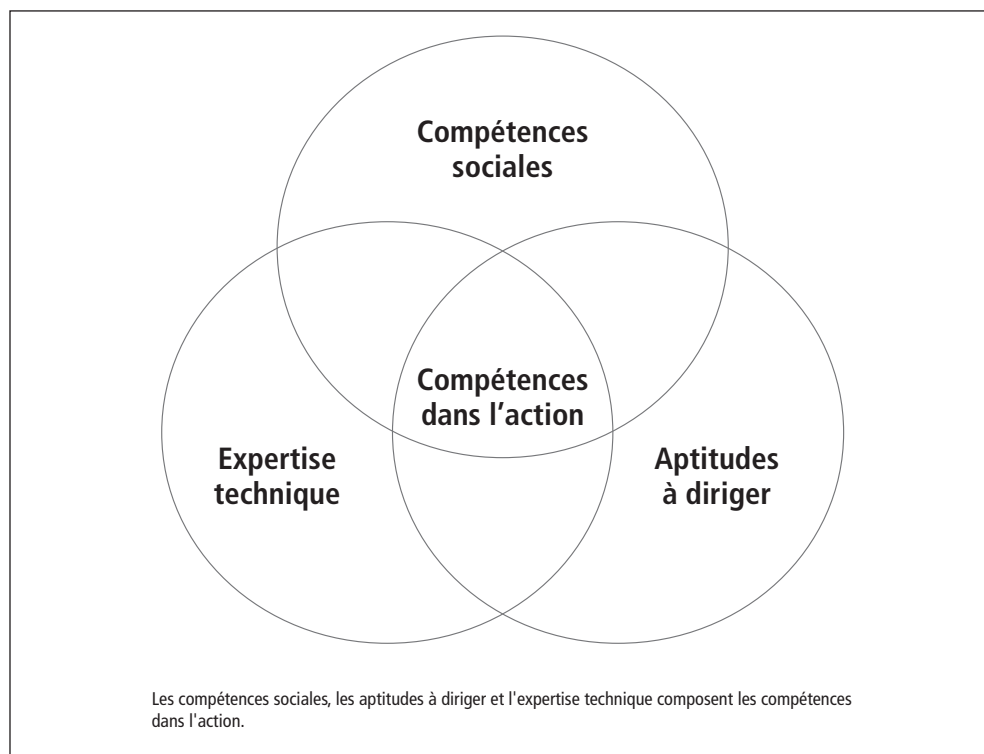 Compétences
sociales
Compétences
dans l’action
Expertise
technique
Aptitudes
à diriger
Les compétences sociales, les aptitudes à diriger et l'expertise technique composent les compétences
dans l'action.